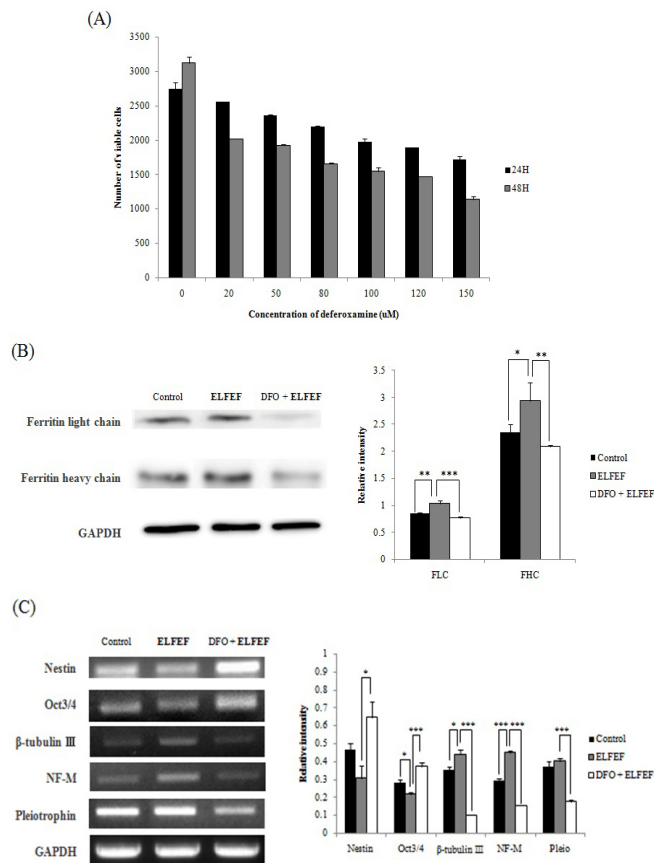 (A)
3500
3000
2500
2000
1500
1000
500
0
Number of viable cells
24H
48H
0 20 50 80 100 120 150
Concentration of deferoxamine (uM)
(B)
Control ELFEF DFO + ELFEF
Ferritin light chain
Ferritin heavy chain
GAPDH
* **
** ***
3.5
3
2.5
2
1.5
1
0.5
0
Relative intensity
Control
ELFEF
DFO + ELFEF
FLC FHC
(C)
Control ELFEF DFO + ELFEF
Nestin
Oct3/4
β-tubulin III
NF-M
Pleiotrophin
GAPDH
1
0.9
0.8
0.7
0.6
0.5
0.4
0.3
0.2
0.1
0
Relative intensity
*
* ***
* ***
*** ***
***
Control
ELFEF
DFO + ELFEF
Nestin Oct3/4 β-tubulin III NF-M Pleio